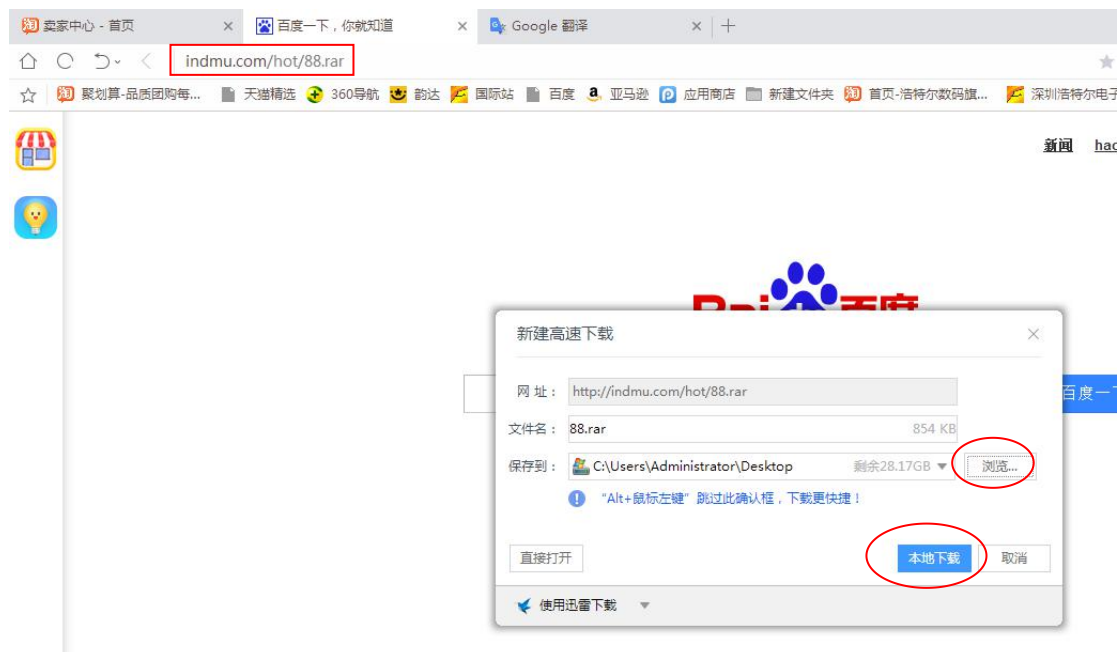 卖家中心 - 首页 百度一下，你就知道 Google 翻译
indmu.com/hot/88.rar
聚划算-品质团购每... 天猫精选 360导航 韵达 国际站 百度 亚马逊 应用商店 新建文件夹 首页-浩特尔数码旗... 深圳浩特尔电子
新闻 hao
Bai 百度
新建高速下载
网 址： http://indmu.com/hot/88.rar
百度一下
文件名： 88.rar 854 KB
保存到： C:\Users\Administrator\Desktop 剩余28.17GB 浏览...
“Alt+鼠标左键”跳过此确认框，下载更快捷！
直接打开 本地下载 取消
使用迅雷下载